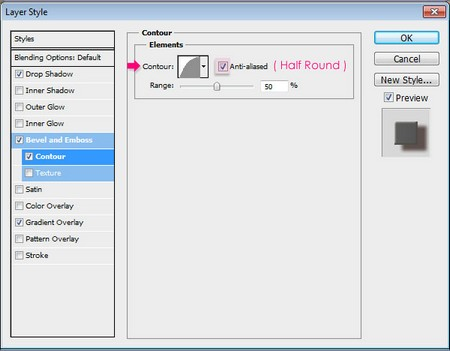 Layer Style
Styles
Blending Options: Default
Drop Shadow
Inner Shadow
Outer Glow
Inner Glow
Bevel and Emboss
Contour
Texture
Satin
Color Overlay
Gradient Overlay
Pattern Overlay
Stroke
Contour
Elements
Contour: Anti-aliased ( Half Round )
Range: 50 %
OK
Cancel
New Style...
Preview